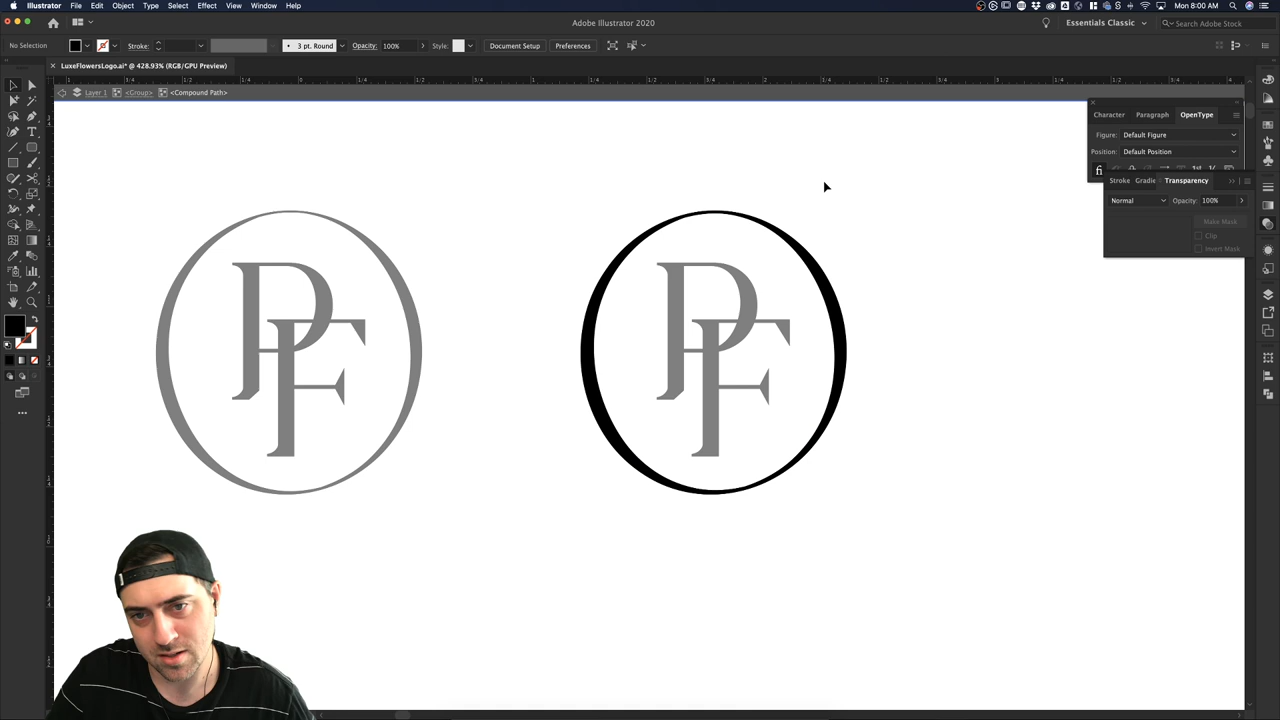 Illustrator File Edit Object Type Select Effect View Window Help Mon 8:00 AM
Adobe Illustrator 2020 Essentials Classic Search Adobe Stock
No Selection Stroke: 3 pt. Round Opacity: 100% Style: Document Setup Preferences
× LuxeFlowersLogo.ai* @ 428.93% (RGB/GPU Preview)
Layer 1 <Group> <Compound Path>
Character Paragraph OpenType
Figure: Default Figure
Position: Default Position
fi
Stroke Gradie Transparency
Normal Opacity: 100%
Make Mask
Clip
Invert Mask
PF
PF